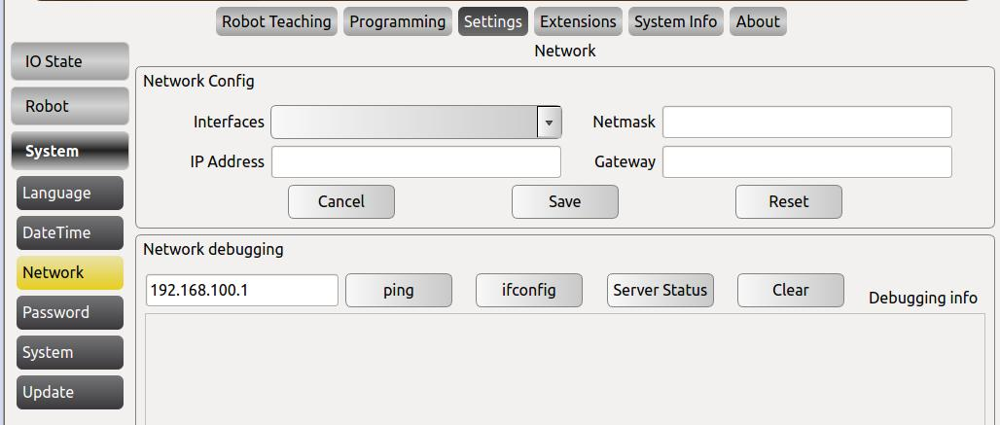 Robot Teaching Programming Settings Extensions System Info About
Network
IO State
Robot
System
Language
DateTime
Network
Password
System
Update
Network Config
Interfaces
Netmask
IP Address
Gateway
Cancel Save Reset
Network debugging
192.168.100.1 ping ifconfig Server Status Clear Debugging info